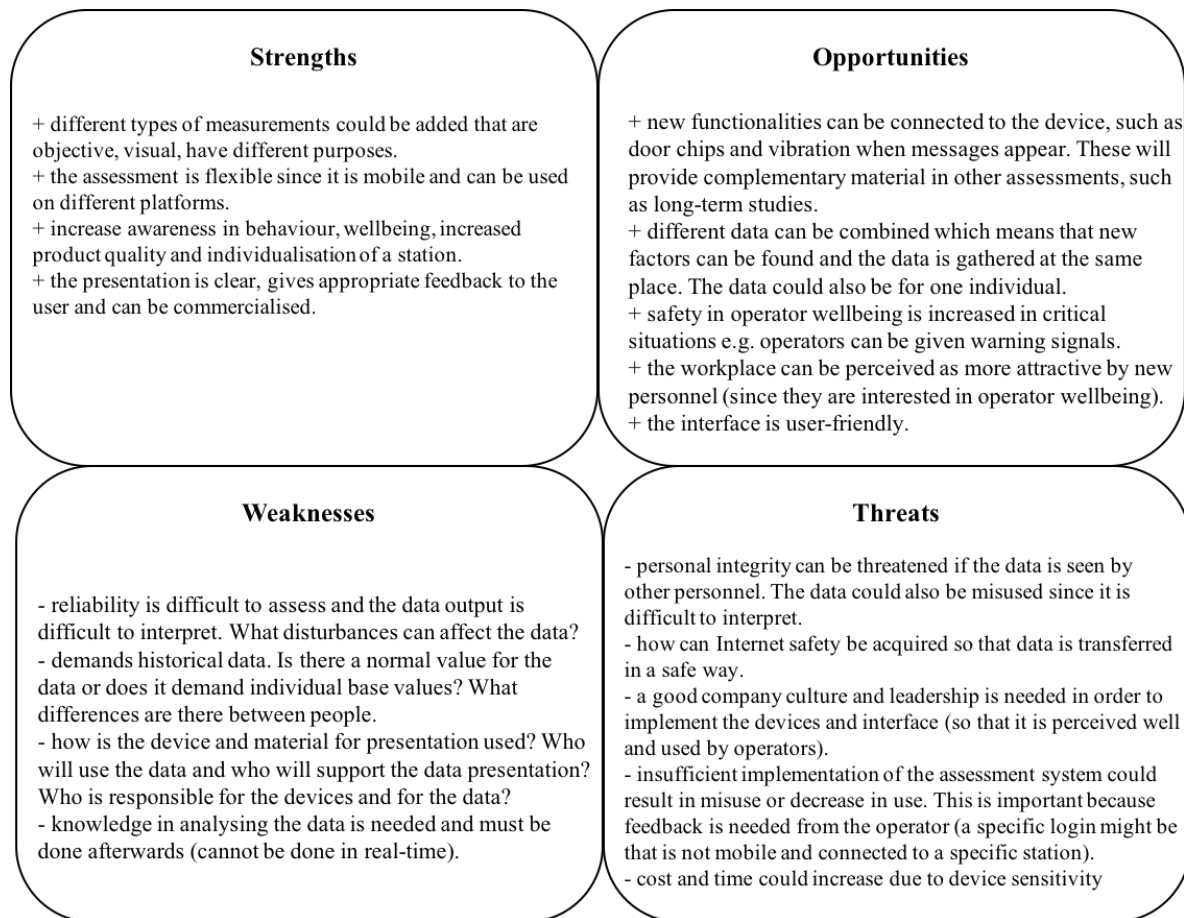 Strengths
+ different types of measurements could be added that are
objective, visual, have different purposes.
+ the assessment is flexible since it is mobile and can be used
on different platforms.
+ increase awareness in behaviour, wellbeing, increased
product quality and individualisation of a station.
+ the presentation is clear, gives appropriate feedback to the
user and can be commercialised.
Opportunities
+ new functionalities can be connected to the device, such as
door chips and vibration when messages appear. These will
provide complementary material in other assessments, such
as long-term studies.
+ different data can be combined which means that new
factors can be found and the data is gathered at the same
place. The data could also be for one individual.
+ safety in operator wellbeing is increased in critical
situations e.g. operators can be given warning signals.
+ the workplace can be perceived as more attractive by new
personnel (since they are interested in operator wellbeing).
+ the interface is user-friendly.
Weaknesses
- reliability is difficult to assess and the data output is
difficult to interpret. What disturbances can affect the data?
- demands historical data. Is there a normal value for the
data or does it demand individual base values? What
differences are there between people.
- how is the device and material for presentation used? Who
will use the data and who will support the data presentation?
Who is responsible for the devices and for the data?
- knowledge in analysing the data is needed and must be
done afterwards (cannot be done in real-time).
Threats
- personal integrity can be threatened if the data is seen by
other personnel. The data could also be misused since it is
difficult to interpret.
- how can Internet safety be acquired so that data is transferred
in a safe way.
- a good company culture and leadership is needed in order to
implement the devices and interface (so that it is perceived well
and used by operators).
- insufficient implementation of the assessment system could
result in misuse or decrease in use. This is important because
feedback is needed from the operator (a specific login might be
that is not mobile and connected to a specific station).
- cost and time could increase due to device sensitivity